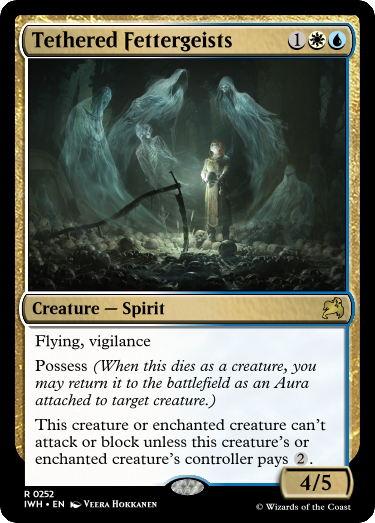 Tethered Fettergeists 1
Creature — Spirit
Flying, vigilance
Possess (When this dies as a creature, you
may return it to the battlefield as an Aura
attached to target creature.)
This creature or enchanted creature can't
attack or block unless this creature's or
enchanted creature's controller pays 2.
4/5
R 0252
IWH • EN VEERA HOKKANEN
© Wizards of the Coast